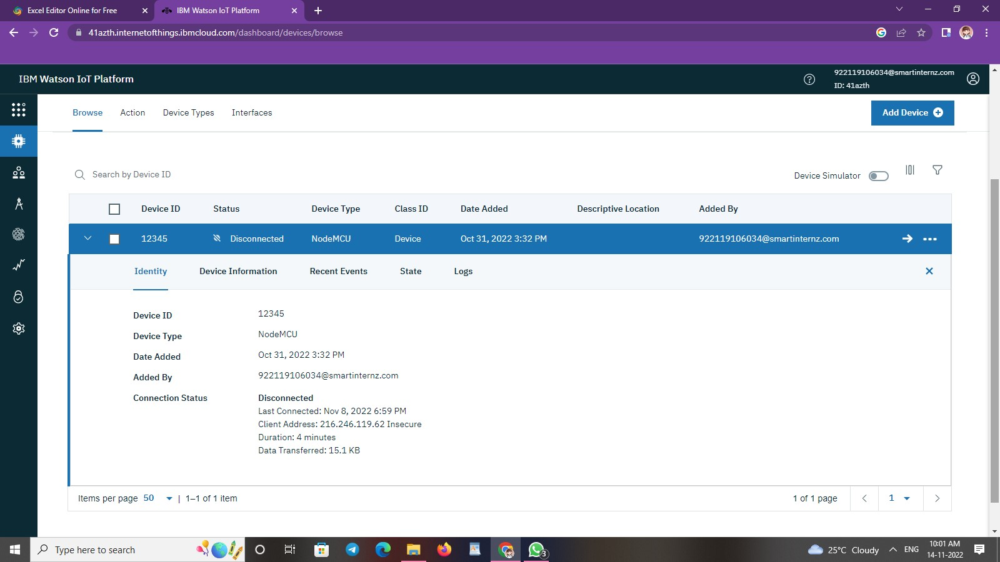 Excel Editor Online for Free
IBM Watson IoT Platform
41azth.internetofthings.ibmcloud.com/dashboard/devices/browse
IBM Watson IoT Platform
922119106034@smartinternz.com
ID: 41azth
Browse
Action
Device Types
Interfaces
Add Device
Search by Device ID
Device Simulator
Device ID
Status
Device Type
Class ID
Date Added
Descriptive Location
Added By
12345
Disconnected
NodeMCU
Device
Oct 31, 2022 3:32 PM
922119106034@smartinternz.com
Identity
Device Information
Recent Events
State
Logs
Device ID 12345
Device Type NodeMCU
Date Added Oct 31, 2022 3:32 PM
Added By 922119106034@smartinternz.com
Connection Status Disconnected
Last Connected: Nov 8, 2022 6:59 PM
Client Address: 216.246.119.62 Insecure
Duration: 4 minutes
Data Transferred: 15.1 KB
Items per page 50 | 1–1 of 1 item
1 of 1 page
1
Type here to search
3
25°C Cloudy
ENG
10:01 AM
14-11-2022